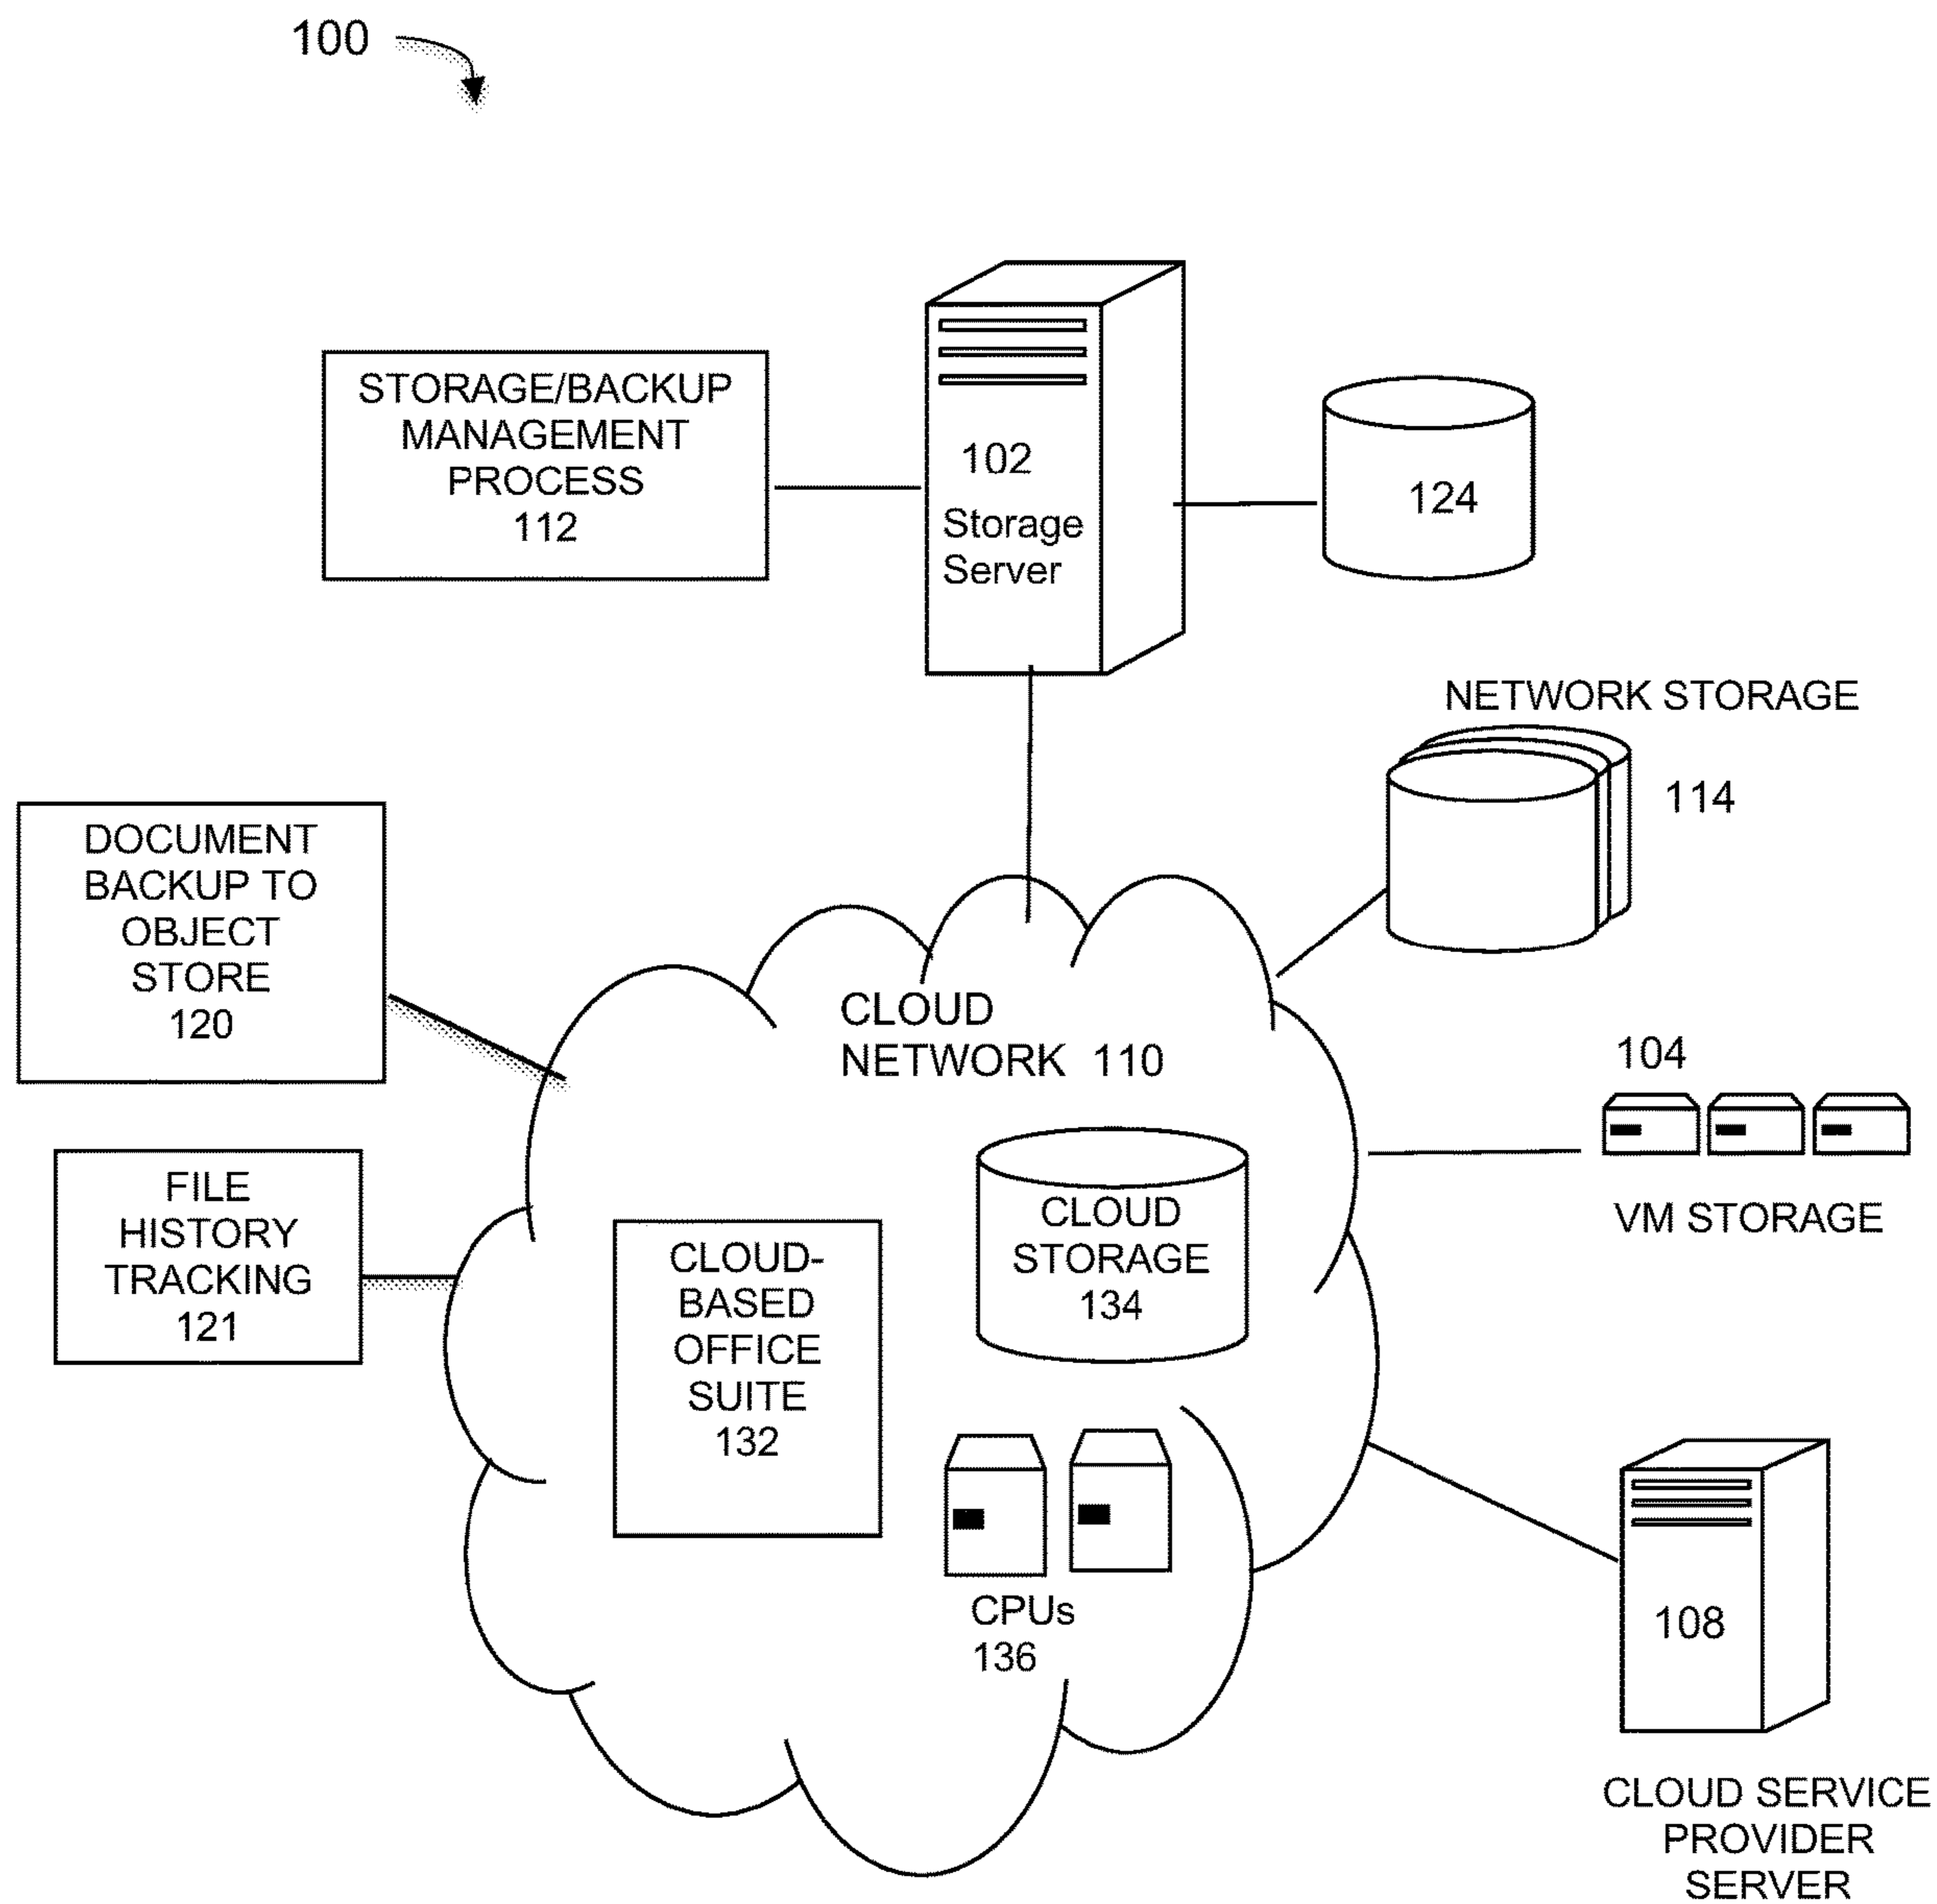 100
STORAGE/BACKUP
MANAGEMENT
PROCESS
112
102
Storage
Server
124
NETWORK STORAGE
114
DOCUMENT
BACKUP TO
OBJECT
STORE
120
CLOUD
NETWORK 110
104
VM STORAGE
FILE
HISTORY
TRACKING
121
CLOUD-
BASED
OFFICE
SUITE
132
CLOUD
STORAGE
134
CPUs
136
108
CLOUD SERVICE
PROVIDER
SERVER